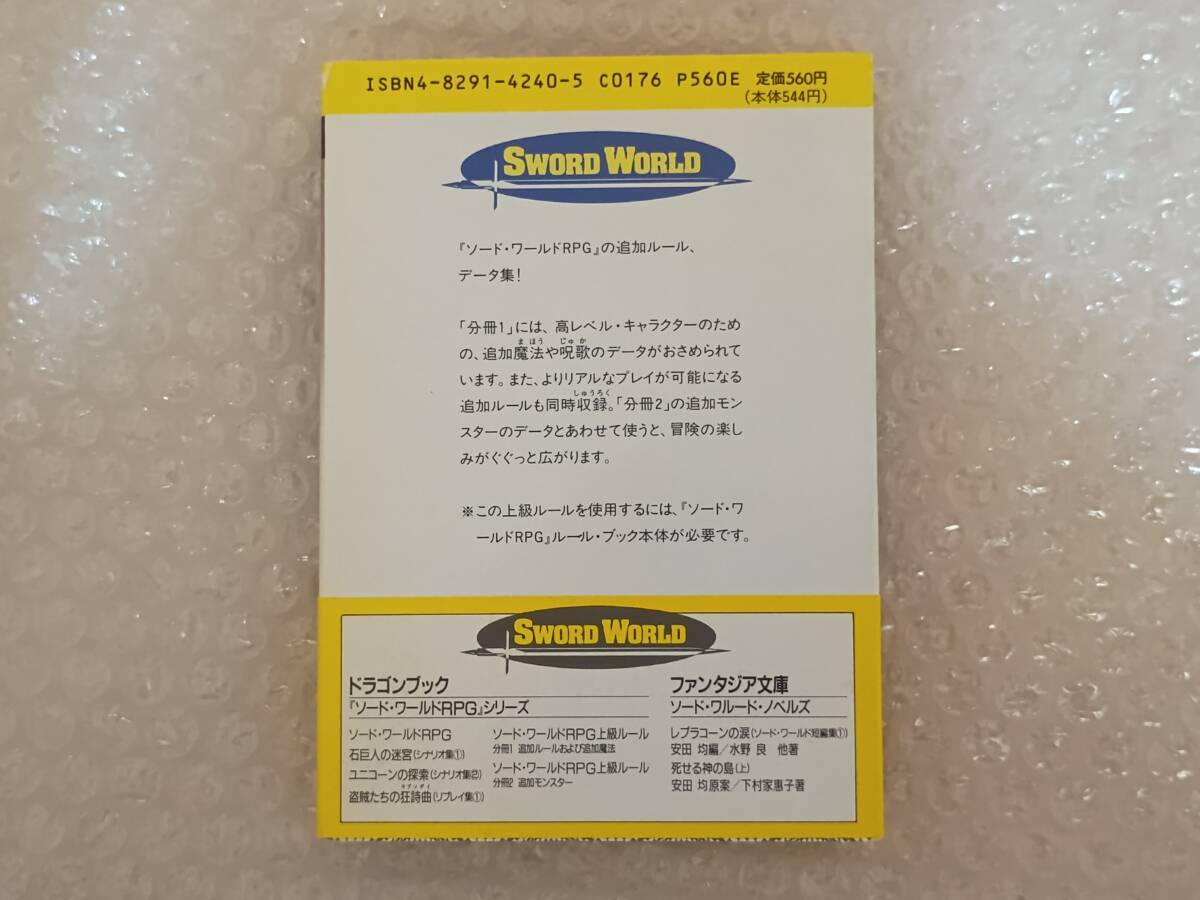 ISBN4-8291-4240-5 C0176 P560E 定価560円
(本体544円)
SWORD WORLD
『ソード・ワールドRPG』の追加ルール、
データ集!
「分冊1」には、高レベル・キャラクターのため
まほう じゅか
の、追加魔法や呪歌のデータがおさめられて
います。また、よりリアルなプレイが可能になる
しゅうろく
追加ルールも同時収録。「分冊2」の追加モン
スターのデータとあわせて使うと、冒険の楽し
みがぐぐっと広がります。
※この上級ルールを使用するには、『ソード・ワ
ールドRPG』ルール・ブック本体が必要です。
SWORD WORLD
ドラゴンブック
『ソード・ワールドRPG』シリーズ
ソード・ワールドRPG
石巨人の迷宮(シナリオ集①)
ユニコーンの探索(シナリオ集②)
ラプソディ
盗賊たちの狂詩曲(リプレイ集①)
ソード・ワールドRPG上級ルール
分冊1 追加ルールおよび追加魔法
ソード・ワールドRPG上級ルール
分冊2 追加モンスター
ファンタジア文庫
ソード・ワルード・ノベルズ
レプラコーンの涙(ソード・ワールド短編集①)
安田 均編/水野 良 他著
死せる神の島(上)
安田 均原案/下村家惠子著